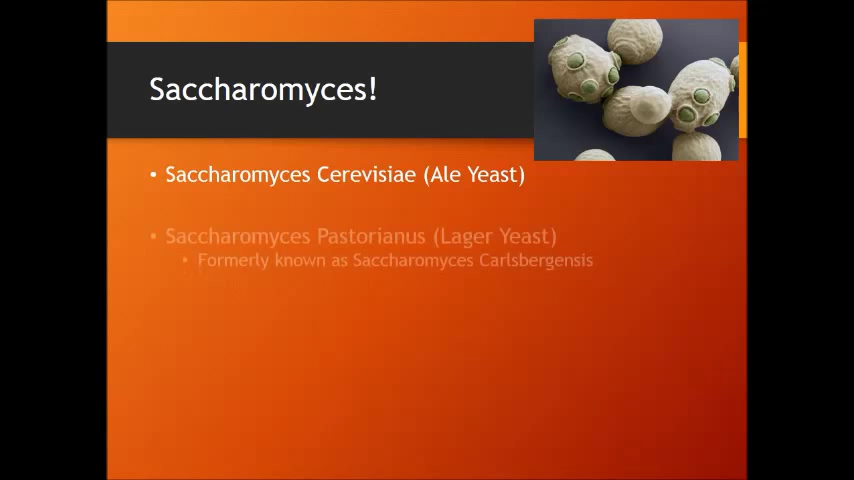 Saccharomyces!
• Saccharomyces Cerevisiae (Ale Yeast)
• Saccharomyces Pastorianus (Lager Yeast)
• Formerly known as Saccharomyces Carlsbergensis